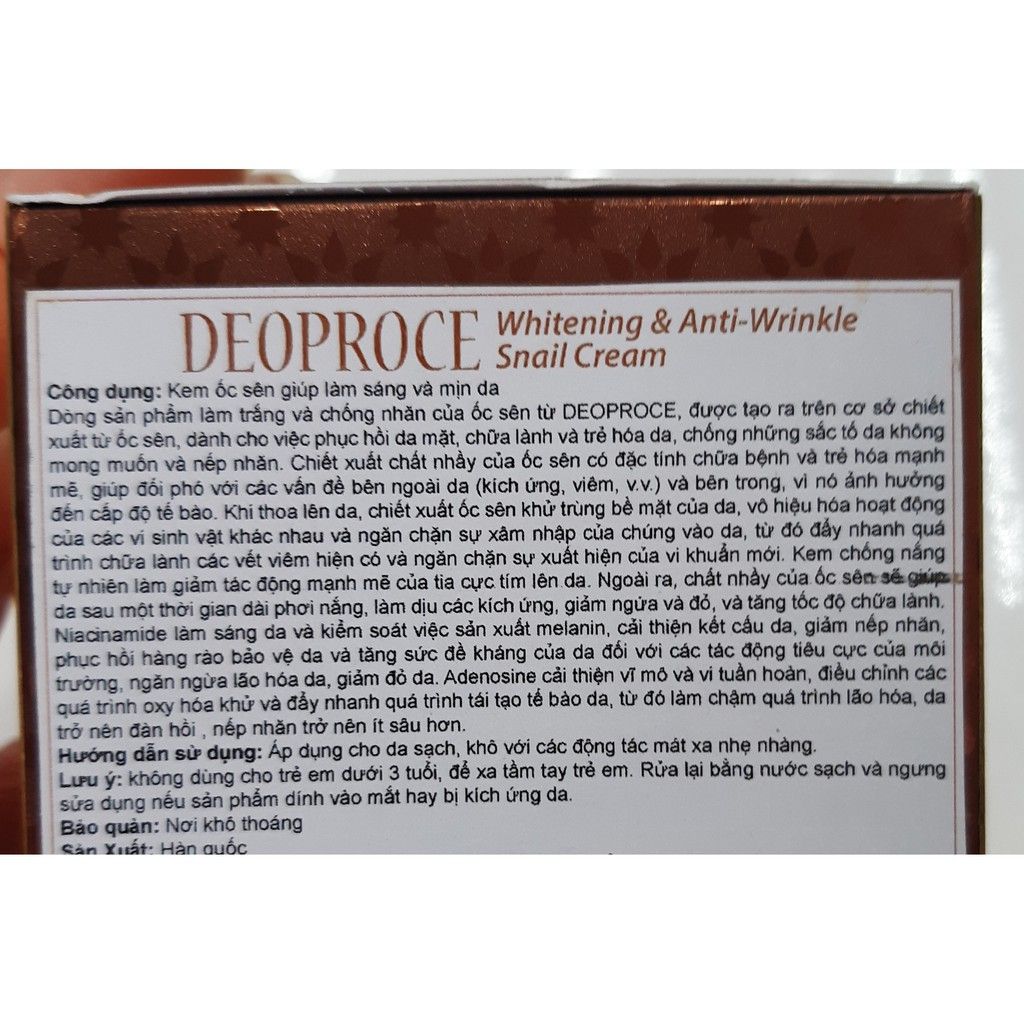 DEOPROCE Whitening & Anti-Wrinkle
Snail Cream
Công dụng: Kem ốc sên giúp làm sáng và mịn da
Dòng sản phẩm làm trắng và chống nhăn của ốc sên từ DEOPROCE, được tạo ra trên cơ sở chiết
xuất từ ốc sên, dành cho việc phục hồi da mặt, chữa lành và trẻ hóa da, chống những sắc tố da không
mong muốn và nếp nhăn. Chiết xuất chất nhầy của ốc sên có đặc tính chữa bệnh và trẻ hóa mạnh
mẽ, giúp đối phó với các vấn đề bên ngoài da (kích ứng, viêm, v.v.) và bên trong, vì nó ảnh hưởng
đến cấp độ tế bào. Khi thoa lên da, chiết xuất ốc sên khử trùng bề mặt của da, vô hiệu hóa hoạt động
của các vi sinh vật khác nhau và ngăn chặn sự xâm nhập của chúng vào da, từ đó đẩy nhanh quá
trình chữa lành các vết viêm hiện có và ngăn chặn sự xuất hiện của vi khuẩn mới. Kem chống nắng
tự nhiên làm giảm tác động mạnh mẽ của tia cực tím lên da. Ngoài ra, chất nhầy của ốc sên sẽ giúp
da sau một thời gian dài phơi nắng, làm dịu các kích ứng, giảm ngứa và đỏ, và tăng tốc độ chữa lành.
Niacinamide làm sáng da và kiểm soát việc sản xuất melanin, cải thiện kết cấu da, giảm nếp nhăn,
phục hồi hàng rào bảo vệ da và tăng sức đề kháng của da đối với các tác động tiêu cực của môi
trường, ngăn ngừa lão hóa da, giảm đỏ da. Adenosine cải thiện vĩ mô và vi tuần hoàn, điều chỉnh các
quá trình oxy hóa khử và đẩy nhanh quá trình tái tạo tế bào da, từ đó làm chậm quá trình lão hóa, da
trở nên đàn hồi , nếp nhăn trở nên ít sâu hơn.
Hướng dẫn sử dụng: Áp dụng cho da sạch, khô với các động tác mát xa nhẹ nhàng.
Lưu ý: không dùng cho trẻ em dưới 3 tuổi, để xa tầm tay trẻ em. Rửa lại bằng nước sạch và ngưng
sửa dụng nếu sản phẩm dính vào mắt hay bị kích ứng da.
Bảo quản: Nơi khô thoáng
Sản Xuất: Hàn quốc